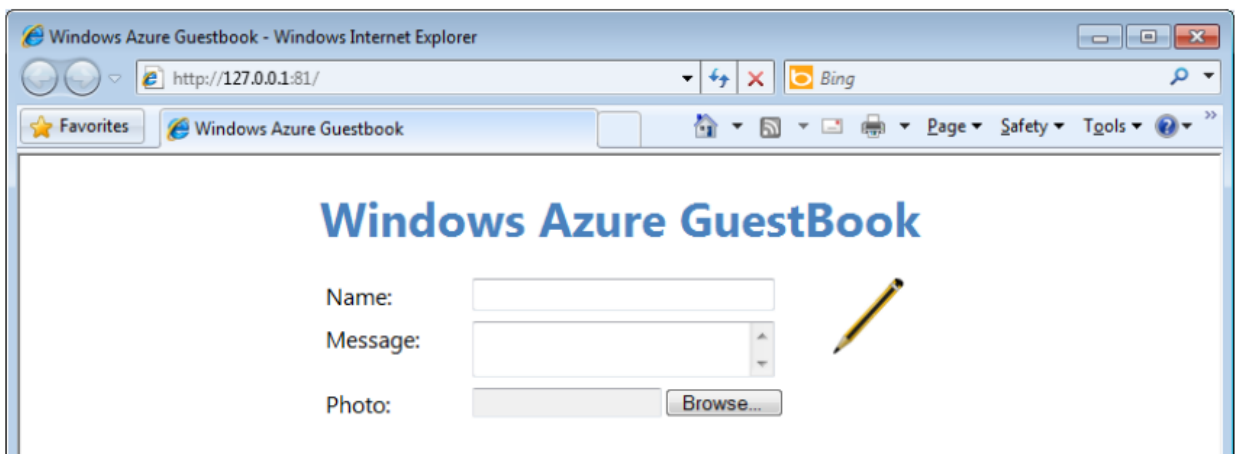 Windows Azure Guestbook - Windows Internet Explorer
http://127.0.0.1:81/ Bing
Favorites Windows Azure Guestbook Page Safety Tools »
Windows Azure GuestBook
Name:
Message:
Photo: Browse...